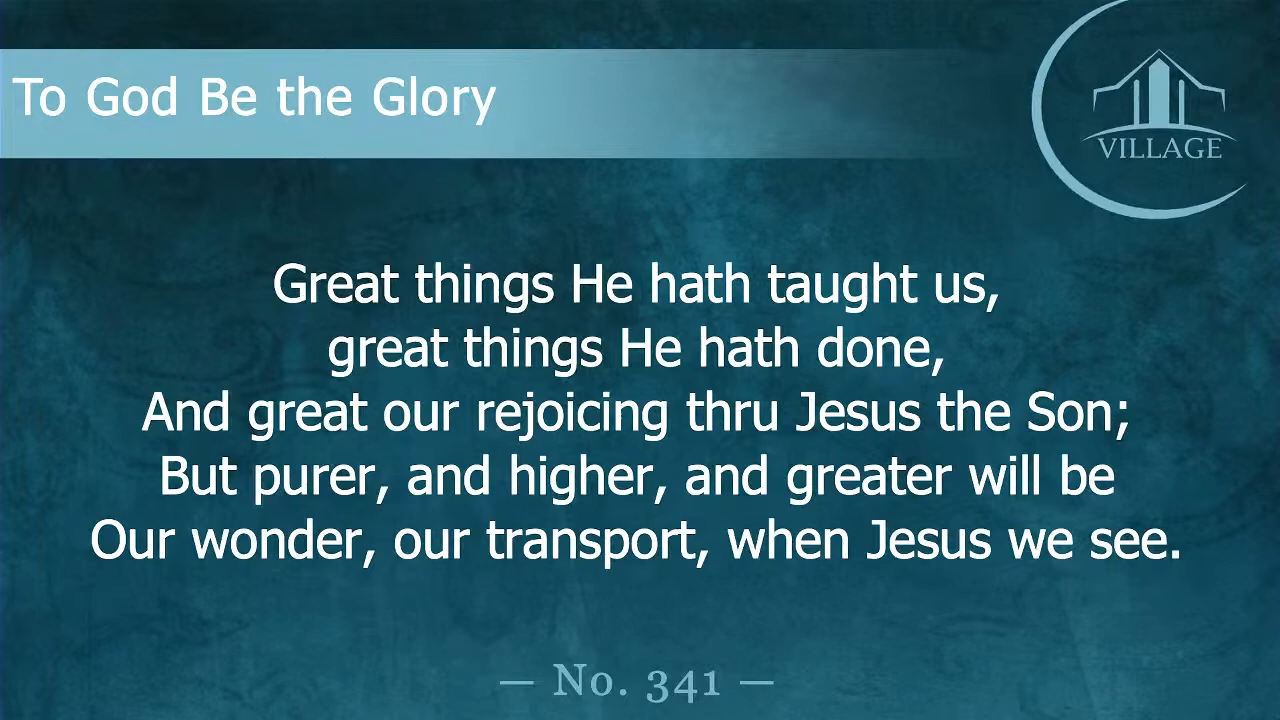 To God Be the Glory
VILLAGE
Great things He hath taught us,
great things He hath done,
And great our rejoicing thru Jesus the Son;
But purer, and higher, and greater will be
Our wonder, our transport, when Jesus we see.
— No. 341 —